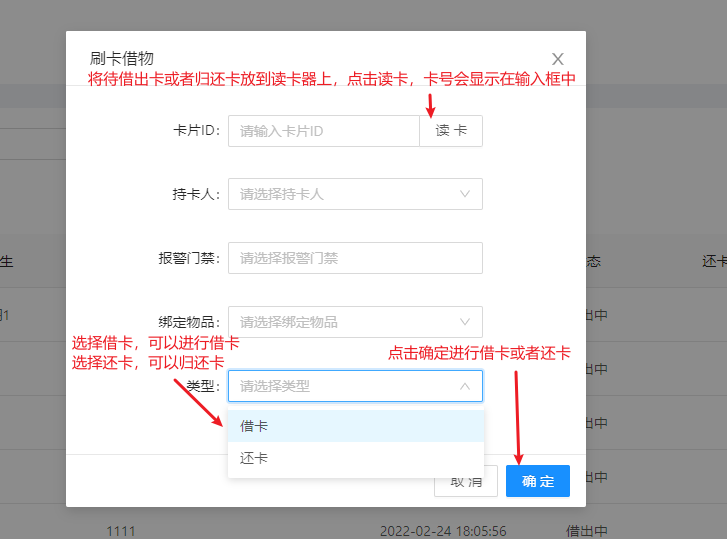 刷卡借物
将待借出卡或者归还卡放到读卡器上，点击读卡，卡号会显示在输入框中
卡片ID： 请输入卡片ID 读 卡
持卡人： 请选择持卡人
报警门禁： 请选择报警门禁
生 态 还卡
1 出中
绑定物品： 请选择绑定物品
选择借卡，可以进行借卡
选择还卡，可以归还卡
点击确定进行借卡或者还卡
出中
类型： 请选择类型
借卡
出中
还卡
取 消 确 定
出中
1111 2022-02-24 18:05:56 借出中